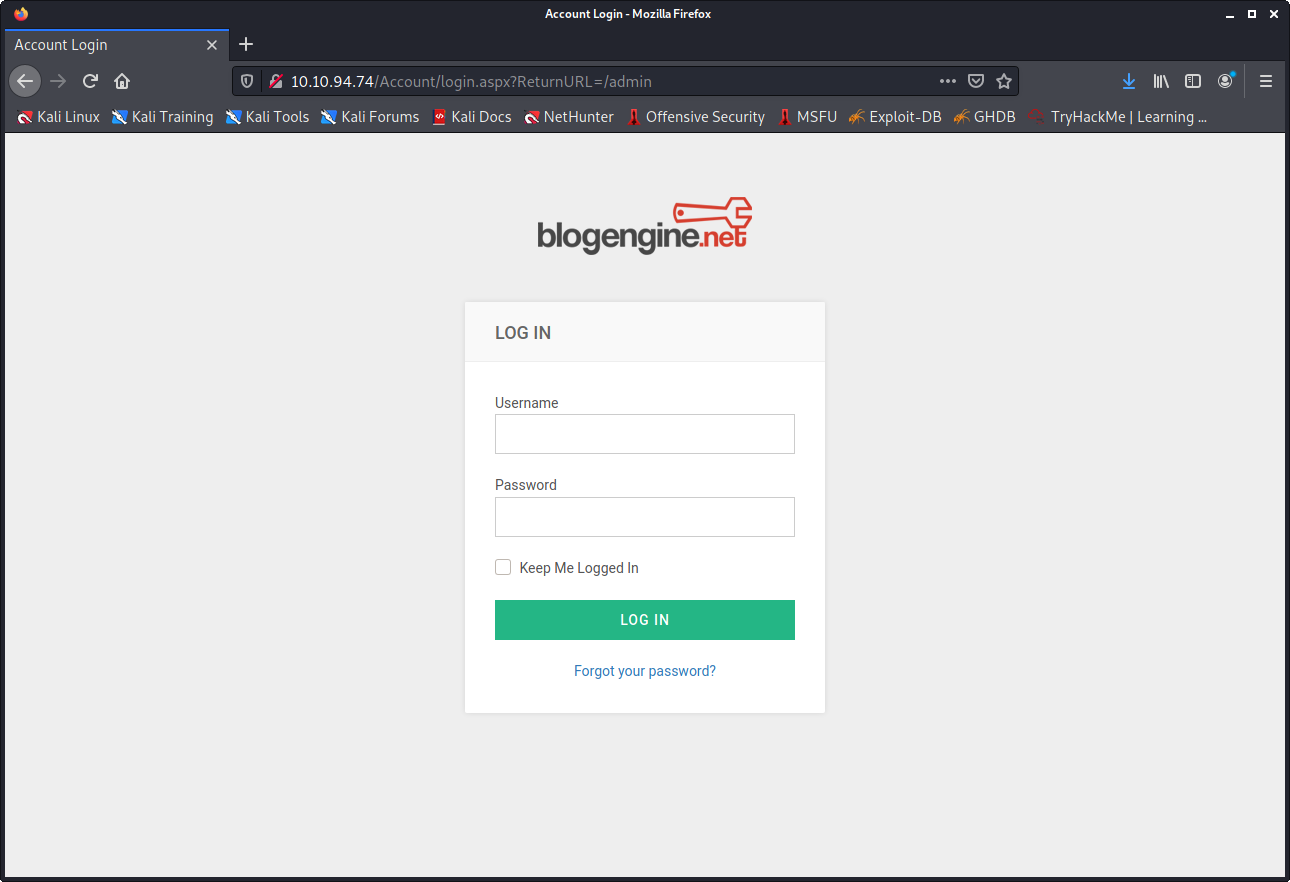 Account Login - Mozilla Firefox
Account Login
10.10.94.74/Account/login.aspx?ReturnURL=/admin
Kali Linux Kali Training Kali Tools Kali Forums Kali Docs NetHunter Offensive Security MSFU Exploit-DB GHDB TryHackMe | Learning ...
blogengine.net
LOG IN
Username
Password
Keep Me Logged In
LOG IN
Forgot your password?